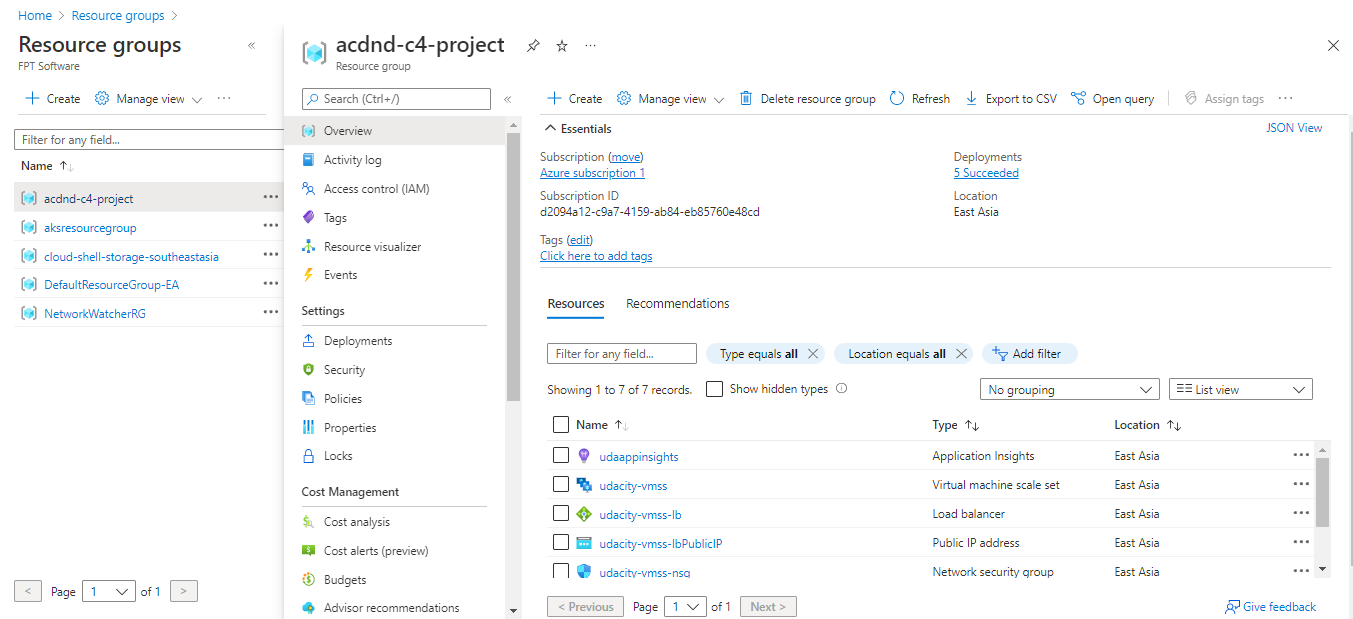 Home > Resource groups >
Resource groups «
FPT Software
+ Create Manage view ...
Filter for any field...
Name ↑↓
acdnd-c4-project ...
aksresourcegroup ...
cloud-shell-storage-southeastasia ...
DefaultResourceGroup-EA ...
NetworkWatcherRG ...
< Page 1 of 1 >
acdnd-c4-project ...
Resource group
Search (Ctrl+/) «
Overview
Activity log
Access control (IAM)
Tags
Resource visualizer
Events
Settings
Deployments
Security
Policies
Properties
Locks
Cost Management
Cost analysis
Cost alerts (preview)
Budgets
Advisor recommendations
+ Create Manage view Delete resource group Refresh Export to CSV Open query Assign tags ...
Essentials JSON View
Subscription (move) Deployments
Azure subscription 1 5 Succeeded
Subscription ID Location
d2094a12-c9a7-4159-ab84-eb85760e48cd East Asia
Tags (edit)
Click here to add tags
Resources Recommendations
Filter for any field... Type equals all Location equals all Add filter
Showing 1 to 7 of 7 records. Show hidden types No grouping List view
Name ↑↓ Type ↑↓ Location ↑↓
udaappinsights Application Insights East Asia ...
udacity-vmss Virtual machine scale set East Asia ...
udacity-vmss-lb Load balancer East Asia ...
udacity-vmss-lbPublicIP Public IP address East Asia ...
udacity-vmss-nsg Network security group East Asia ...
< Previous Page 1 of 1 Next > Give feedback